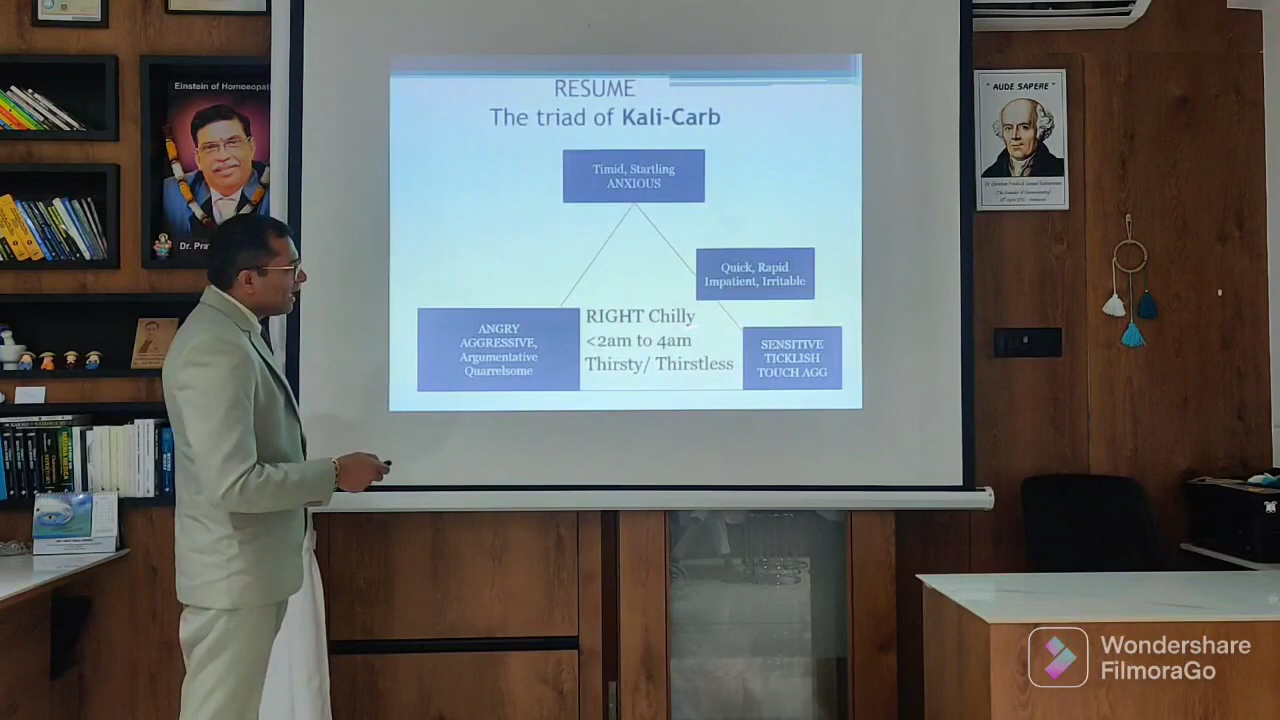 RESUME
The triad of Kali-Carb
Timid, Startling
ANXIOUS
Quick, Rapid
Impatient, Irritable
ANGRY
AGGRESSIVE,
Argumentative
Quarrelsome
RIGHT Chilly
<2am to 4am
Thirsty/ Thirstless
SENSITIVE
TICKLISH
TOUCH AGG
Einstein of Homoeopat
Dr. Pra
" AUDE SAPERE "
Wondershare
FilmoraGo